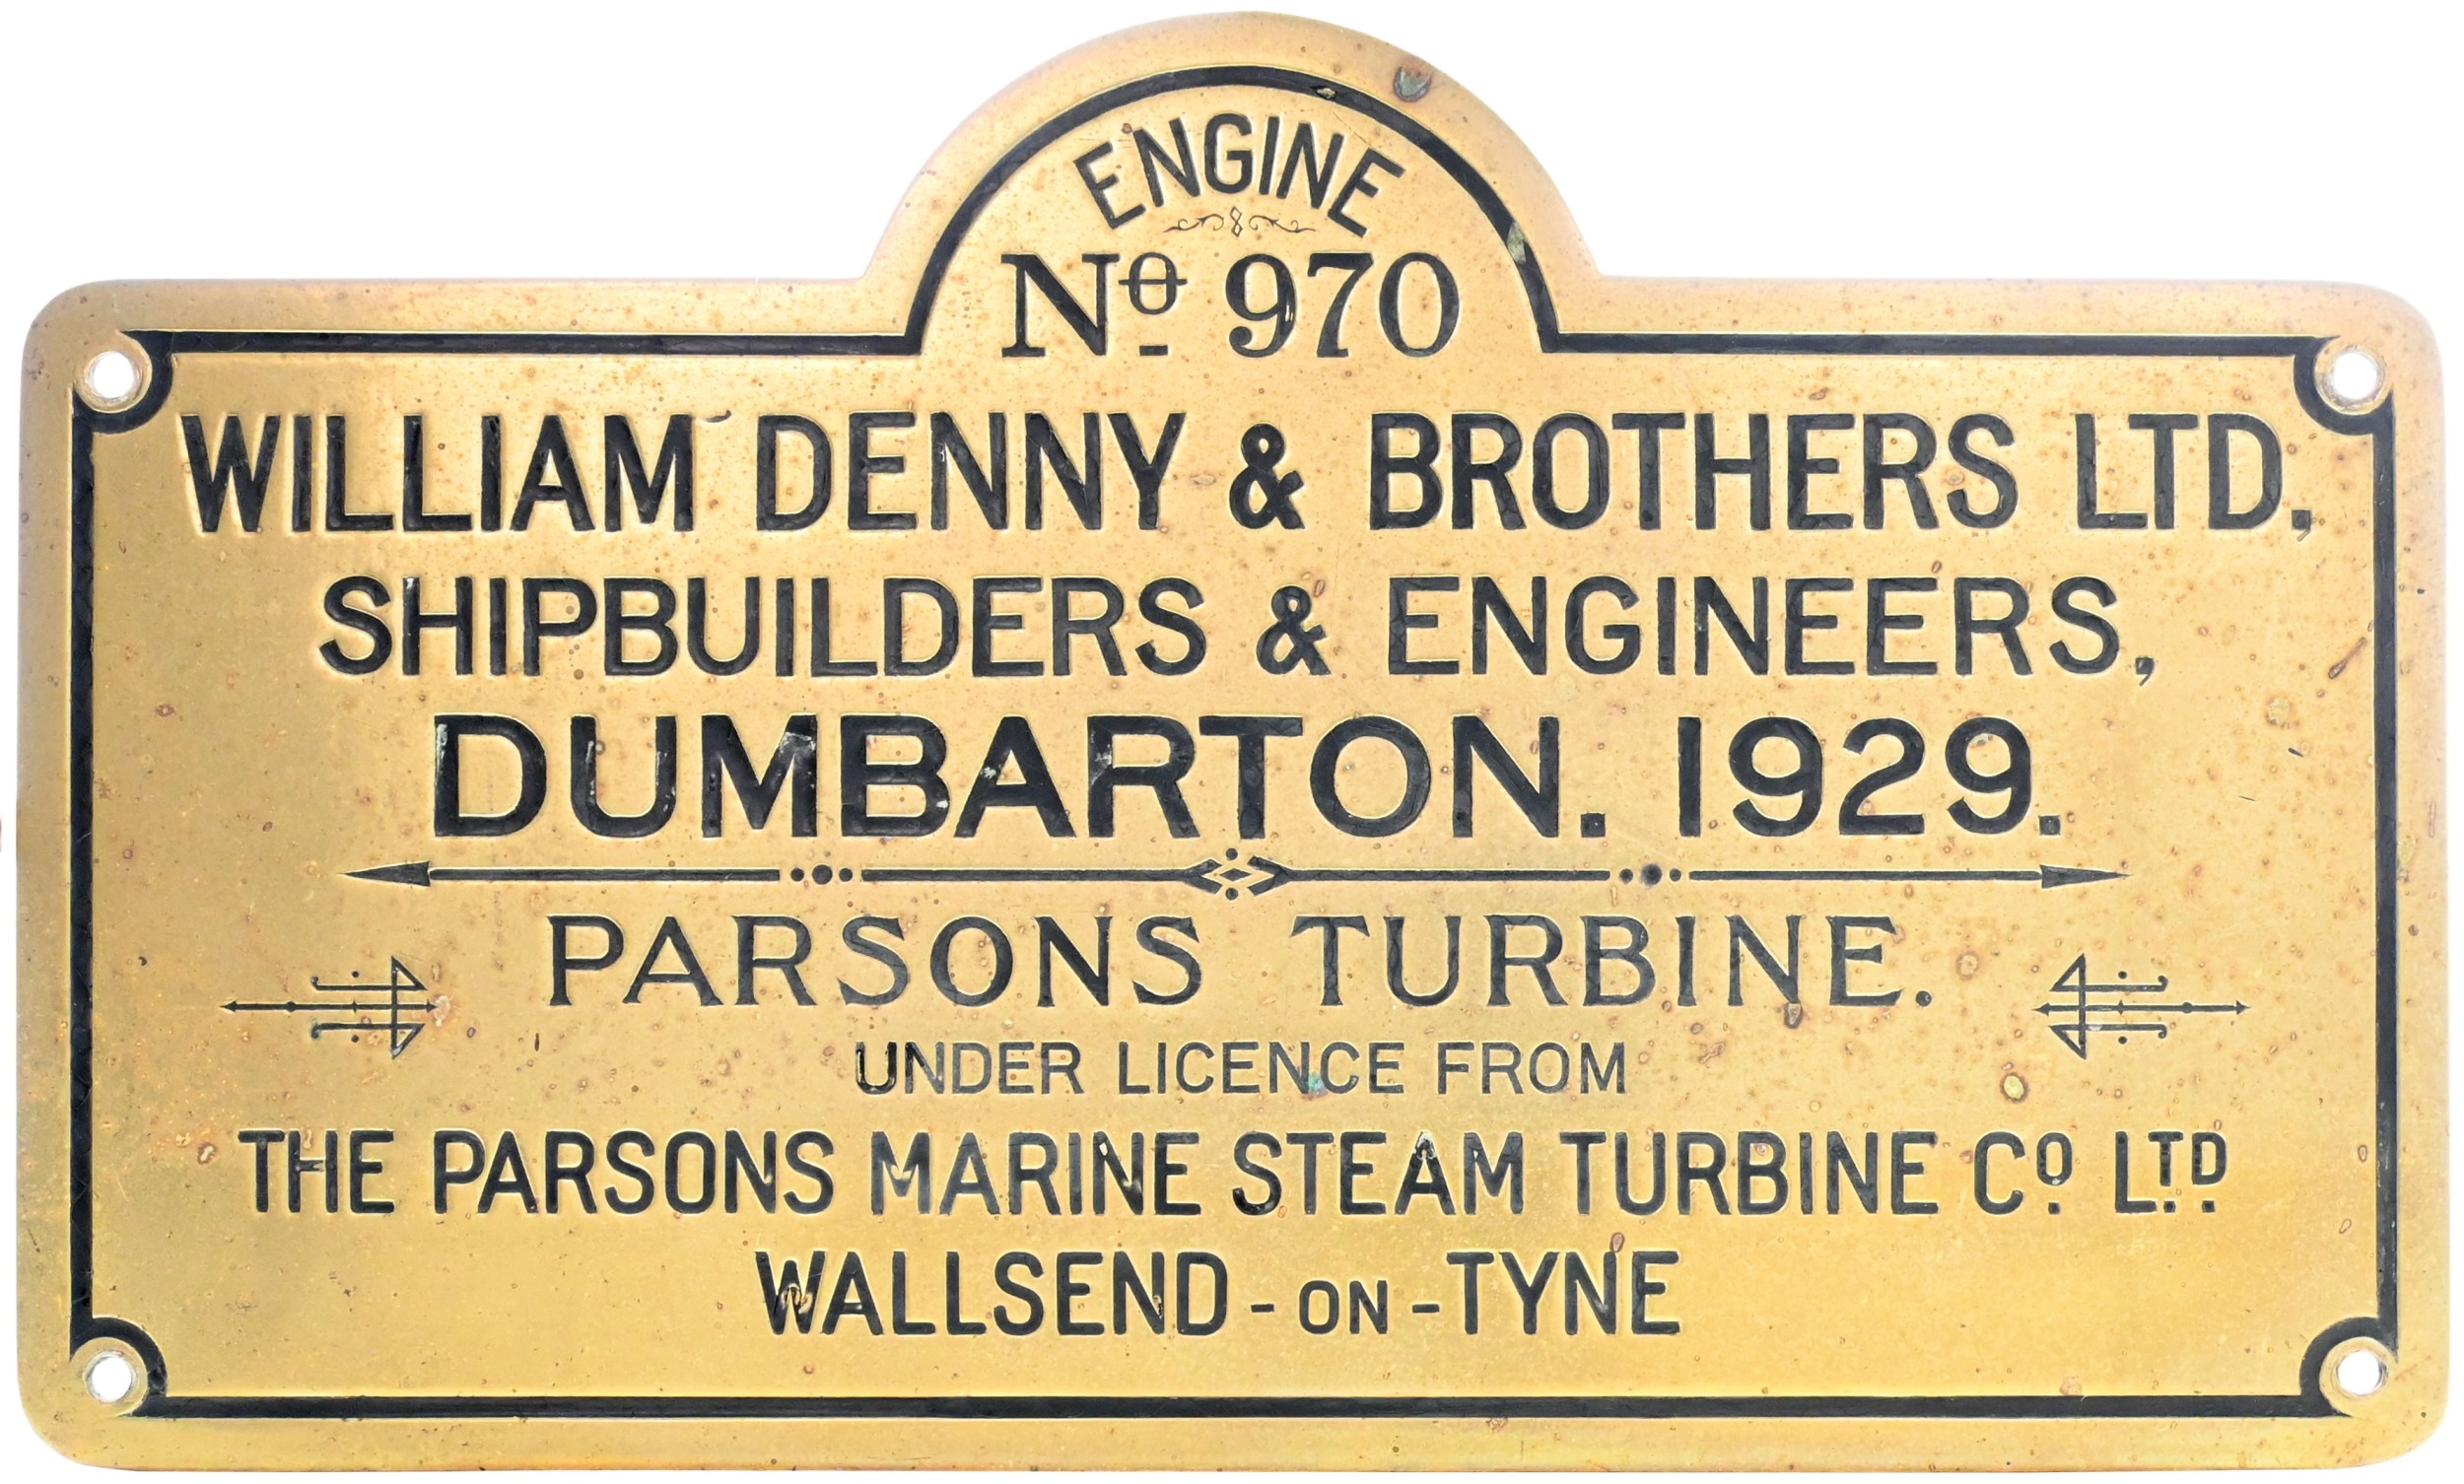 ENGINE
Nº 970
WILLIAM DENNY & BROTHERS LTD,
SHIPBUILDERS & ENGINEERS,
DUMBARTON. 1929.
PARSONS TURBINE.
UNDER LICENCE FROM
THE PARSONS MARINE STEAM TURBINE Cº LTD
WALLSEND-ON-TYNE